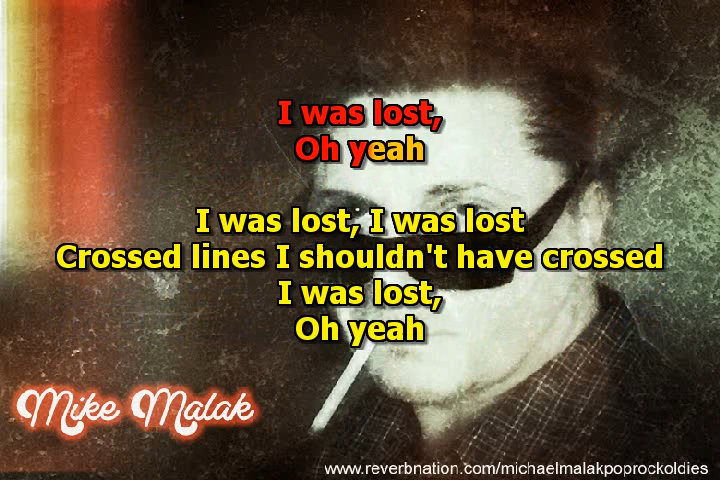 I was lost,
Oh yeah
I was lost, I was lost
Crossed lines I shouldn't have crossed
I was lost,
Oh yeah
Mike Malak
www.reverbnation.com/michaelmalakpoprockoldies